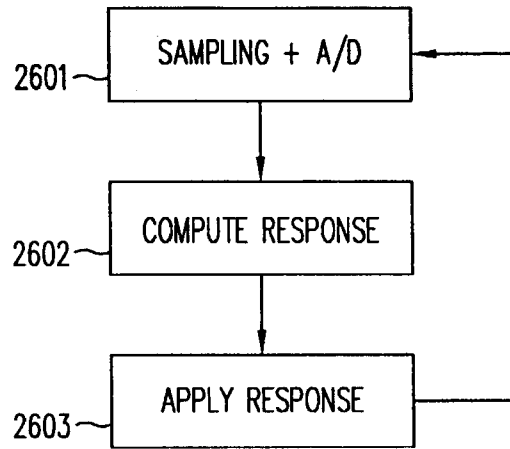 SAMPLING + A/D
2601
COMPUTE RESPONSE
2602
APPLY RESPONSE
2603